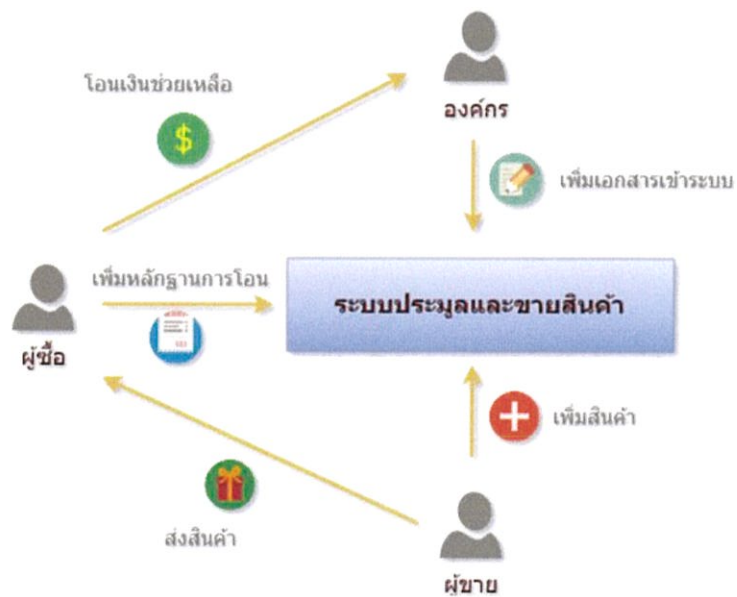 โอนเงินช่วยเหลือ
$
องค์กร
เพิ่มเอกสารเข้าระบบ
เพิ่มหลักฐานการโอน
ระบบประมูลและขายสินค้า
ผู้ซื้อ
เพิ่มสินค้า
ส่งสินค้า
ผู้ขาย